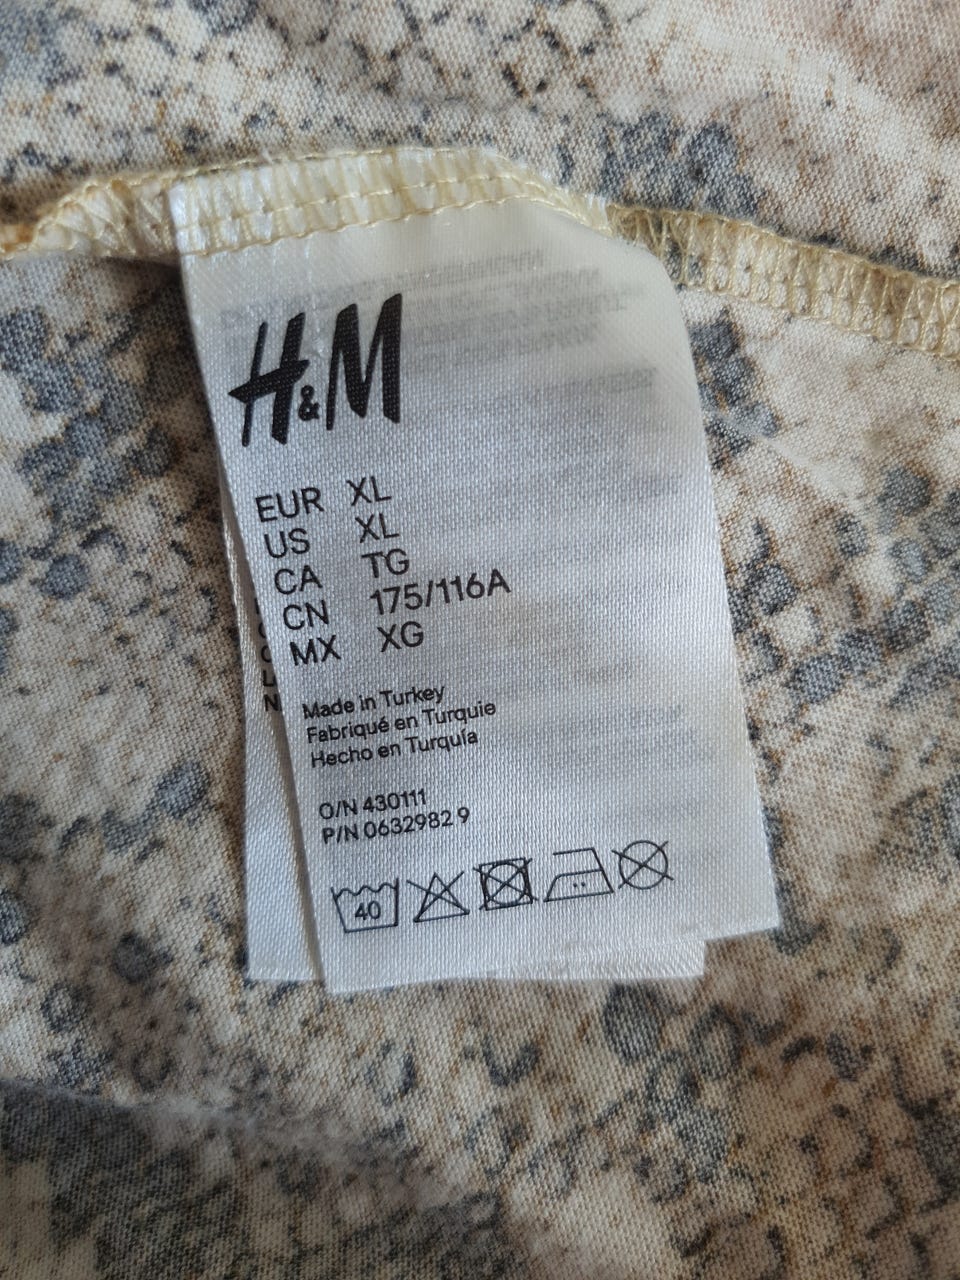 H&M
EUR XL
US XL
CA TG
CN 175/116A
MX XG
Made in Turkey
Fabriqué en Turquie
Hecho en Turquía
O/N 430111
P/N 0632982 9
40